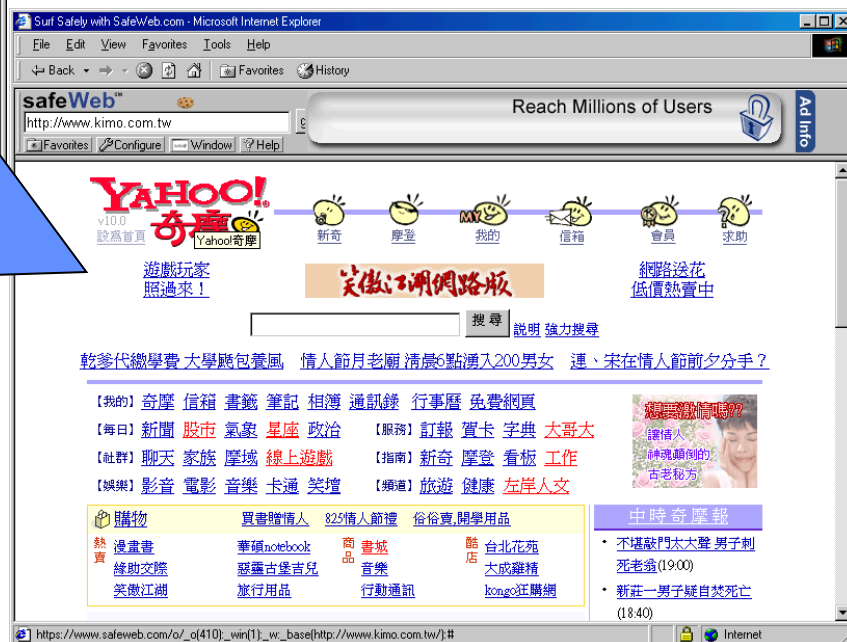 Surf Safely with SafeWeb.com - Microsoft Internet Explorer
File Edit View Favorites Tools Help
Back Favorites History
safeWeb℠
http://www.kimo.com.tw
Reach Millions of Users
Ad Info
Favorites Configure Window ?Help
YAHOO!
奇摩
v10.0
設為首頁
Yahoo!奇摩
新奇 摩登 MY 我的 信箱 會員 求助
遊戲玩家
照過來！
笑傲江湖網路版
網路送花
低價熱賣中
搜尋 説明 強力搜尋
乾爹代繳學費 大學颳包養風 情人節月老廟 清晨6點湧入200男女 連、宋在情人節前夕分手？
【我的】奇摩 信箱 書籤 筆記 相簿 通訊錄 行事曆 免費網頁
【每日】新聞 股市 氣象 星座 政治 【服務】訂報 賀卡 字典 大哥大
【社群】聊天 家族 摩域 線上遊戲 【指南】新奇 摩登 看板 工作
【娛樂】影音 電影 音樂 卡通 笑壇 【頻道】旅遊 健康 左岸人文
想要激情嗎??
讓情人
神魂顛倒的
古老秘方
購物 買書贈情人 825情人節禮 俗俗賣,開學用品
熱賣 漫畫書 華碩notebook 商品 書城 酷店 台北花苑
緣助交際 惡靈古堡吉兒 音樂 大成雞精
笑傲江湖 旅行用品 行動通訊 kongo狂購網
中時奇摩報
• 不堪敲門太大聲 男子刺
死老翁(19:00)
• 新莊一男子疑自焚死亡
(18:40)
https://www.safeweb.com/o/_o(410):_win(1):_w:_base(http://www.kimo.com.tw/):#
Internet